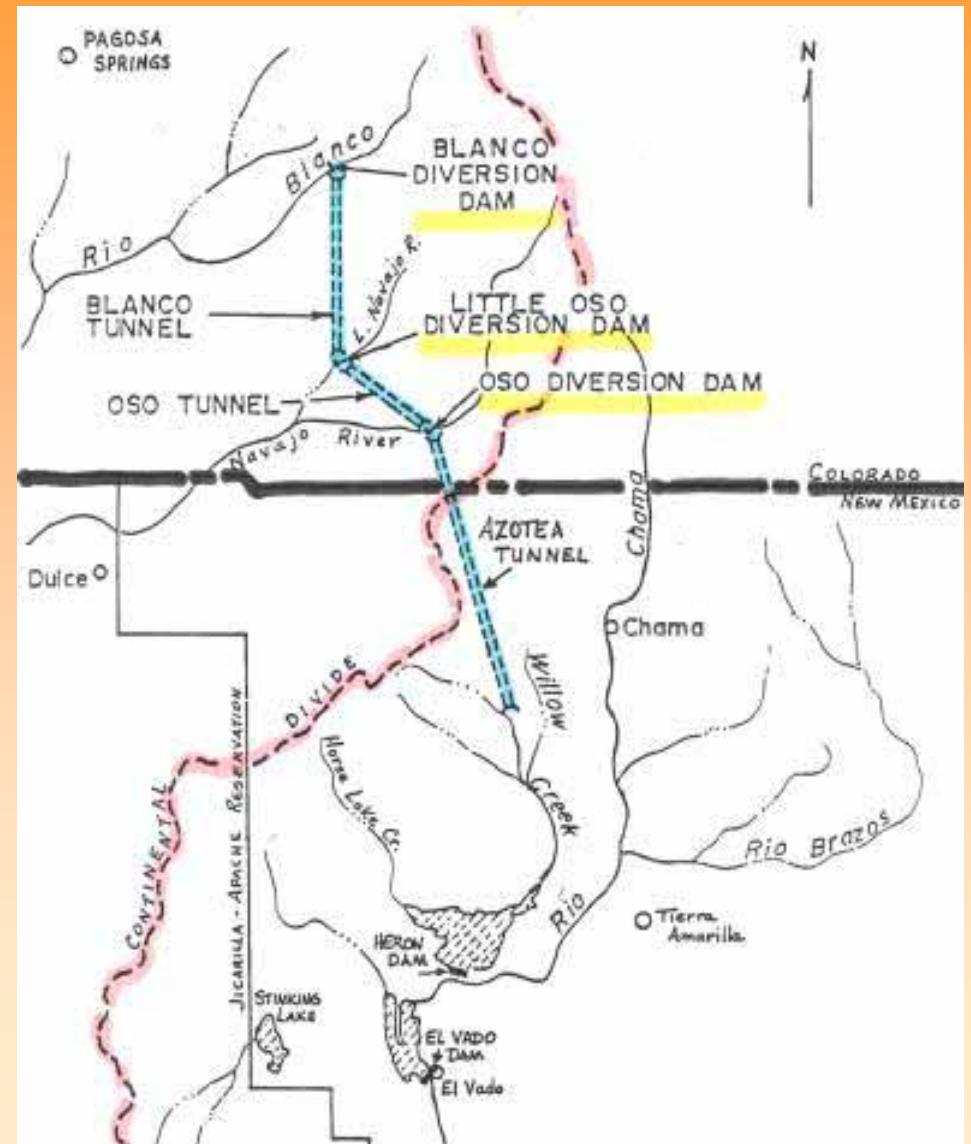 PAGOSA
SPRINGS
N
Rio Blanco
BLANCO
DIVERSION
DAM
BLANCO
TUNNEL
L. Navajo R.
LITTLE OSO
DIVERSION DAM
OSO TUNNEL
OSO DIVERSION DAM
Navajo River
COLORADO
NEW MEXICO
Chama
AZOTEA
TUNNEL
Dulce
Chama
Willow
Creek
CONTINENTAL DIVIDE
JICARILLA-APACHE RESERVATION
Horse Lake Cr.
Rio Brazos
Rio
Tierra
Amarilla
HERON
DAM
STINKING
LAKE
EL VADO
DAM
El Vado